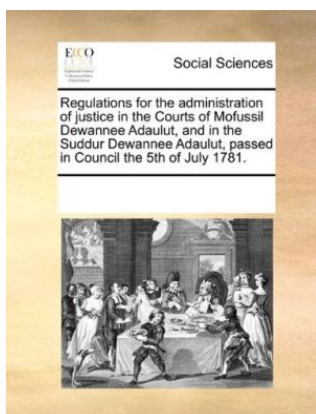 ECCO
Social Sciences
Regulations for the administration
of justice in the Courts of Mofussil
Dewannee Adaulut, and in the
Suddur Dewannee Adaulut, passed
in Council the 5th of July 1781.